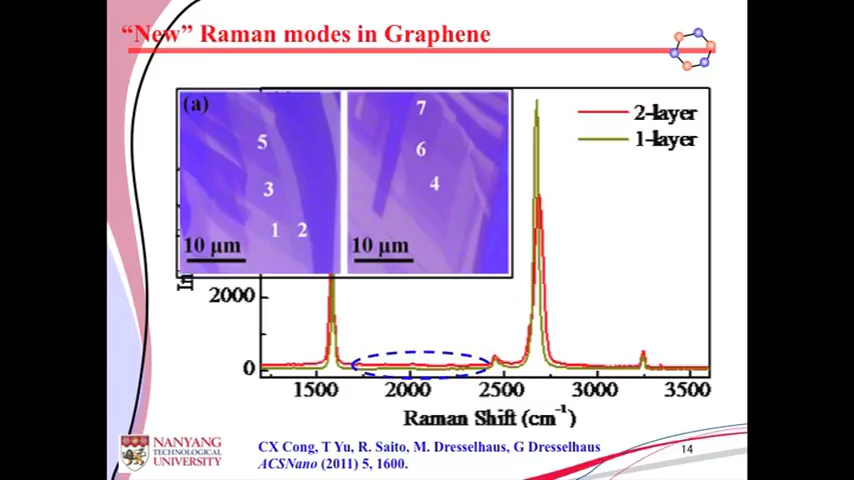 “New” Raman modes in Graphene
(a)
5
3
1 2
10 μm
7
6
4
10 μm
2-layer
1-layer
In
2000
0
1500 2000 2500 3000 3500
Raman Shift (cm⁻¹)
NANYANG
TECHNOLOGICAL
UNIVERSITY
CX Cong, T Yu, R. Saito, M. Dresselhaus, G Dresselhaus
ACSNano (2011) 5, 1600.
14